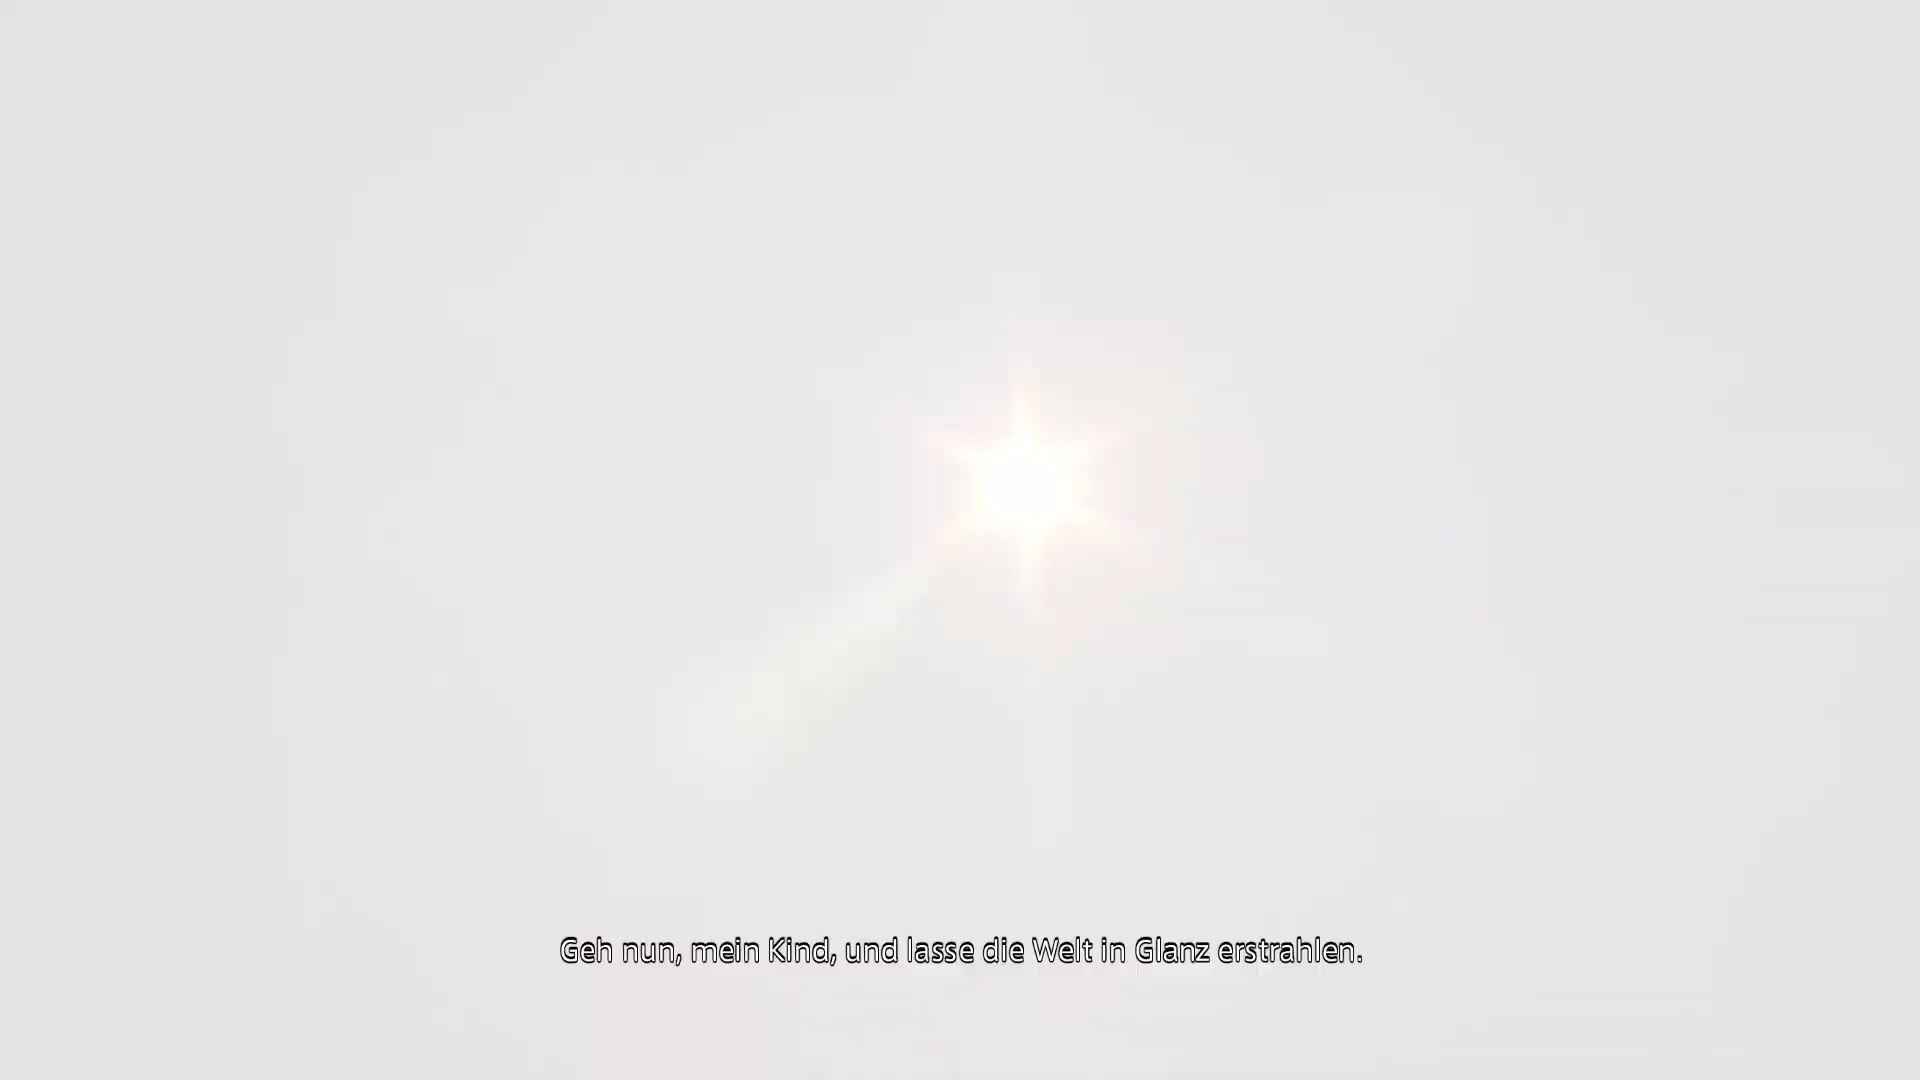 Geh nun, mein Kind, und lasse die Welt in Glanz erstrahlen.